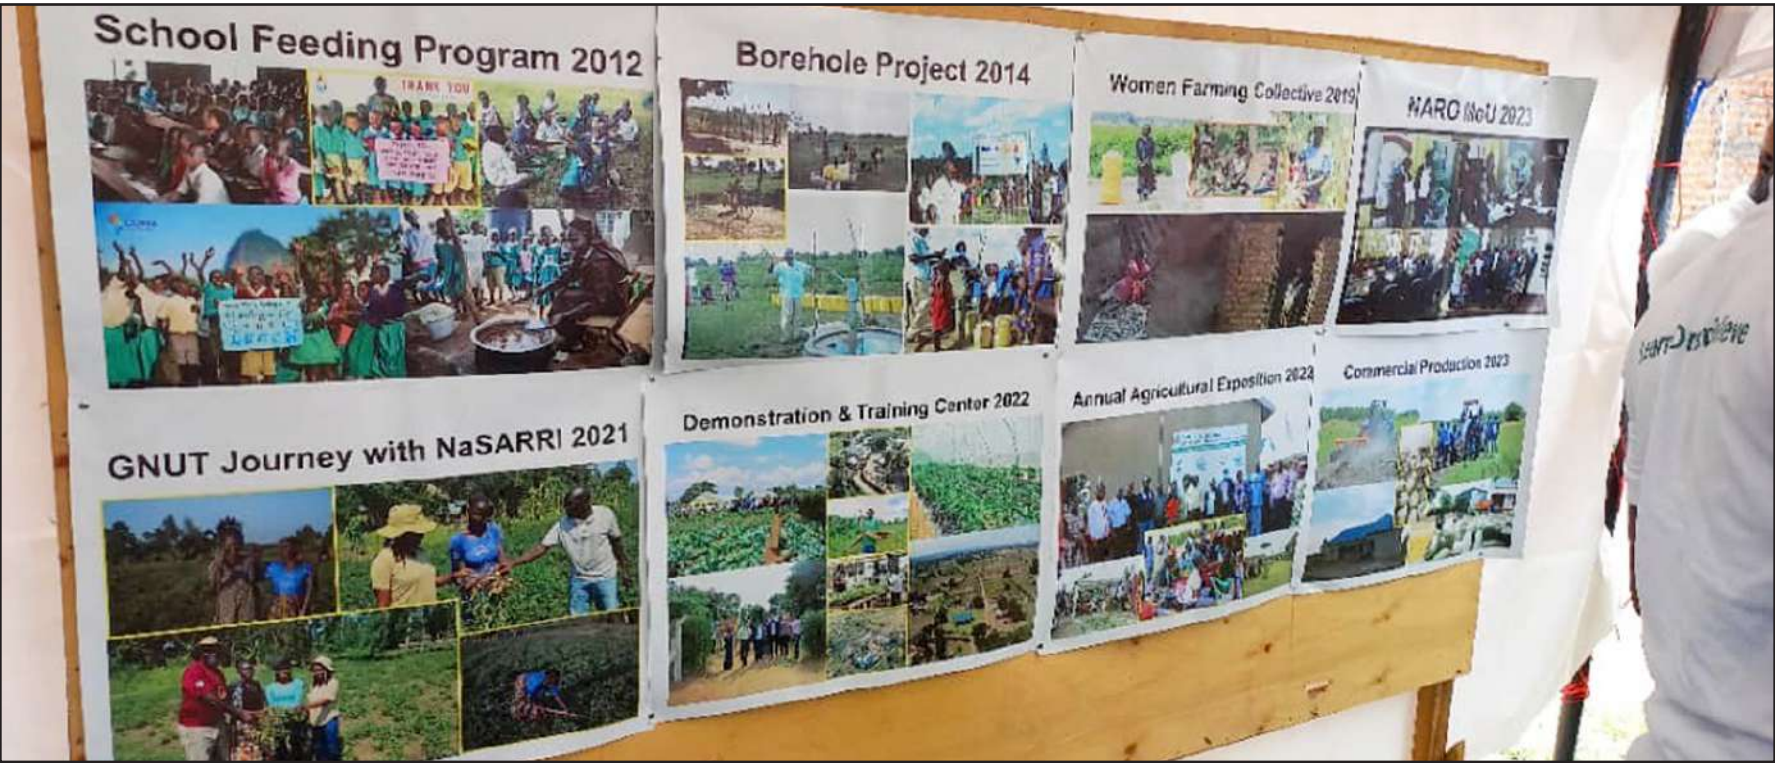 School Feeding Program 2012
THANK YOU
Borehole Project 2014
Women Farming Collective 2019
NARO MoU 2023
GNUT Journey with NaSARRI 2021
Demonstration & Training Center 2022
Annual Agricultural Exposition 2022
Commercial Production 2023